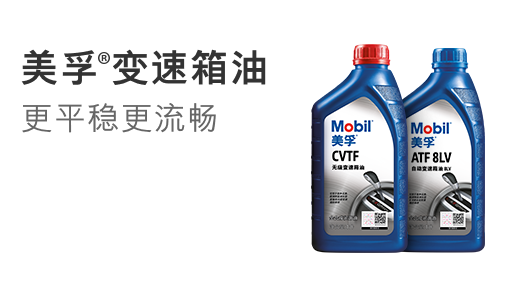 美孚®变速箱油
更平稳更流畅
Mobil
美孚
CVTF
无级变速箱油
Mobil
美孚
ATF 8LV
自动变速箱油 8LV